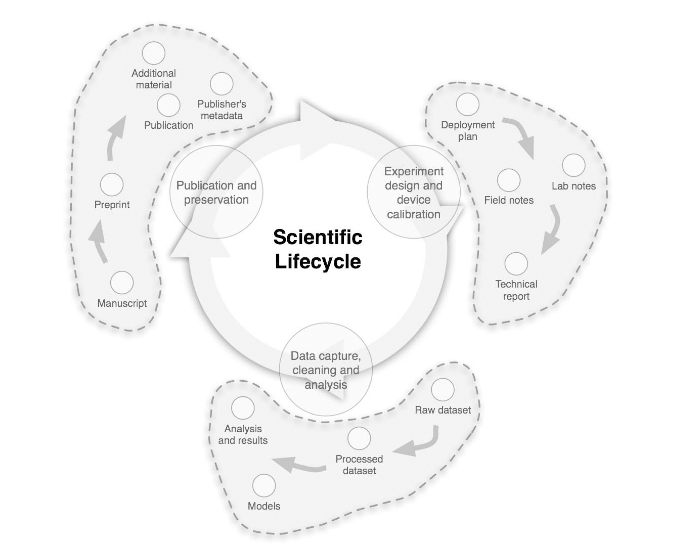 Additional
material
Publisher's
metadata
Publication
Preprint
Manuscript
Publication and
preservation
Scientific
Lifecycle
Experiment
design and
device
calibration
Deployment
plan
Lab notes
Field notes
Technical
report
Data capture,
cleaning and
analysis
Raw dataset
Processed
dataset
Analysis
and results
Models